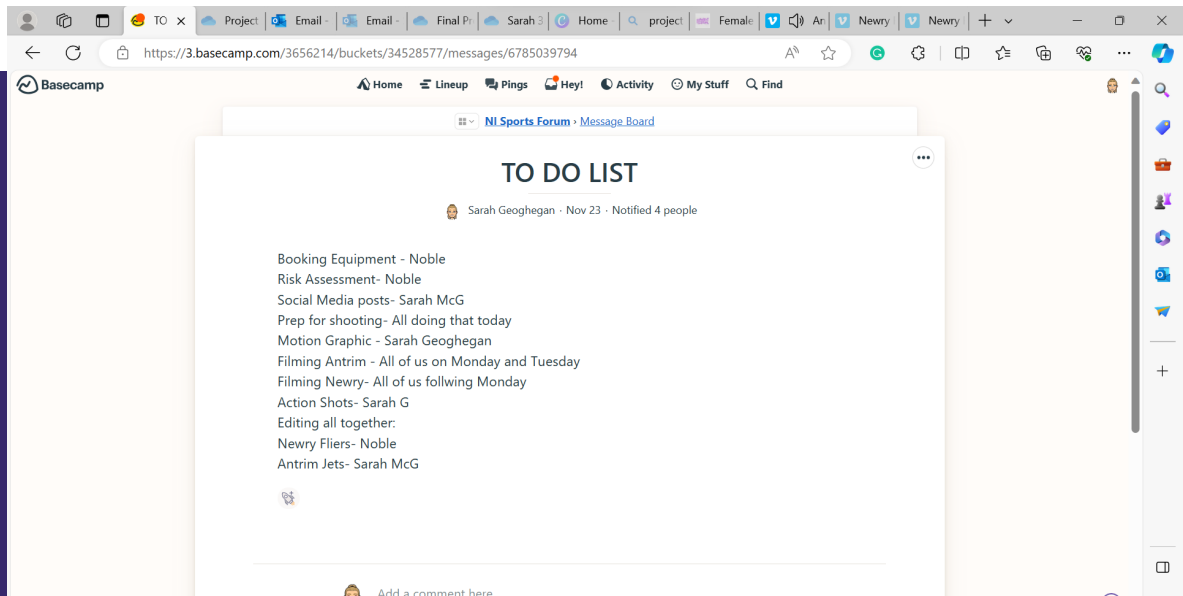 TO
Project
Email -
Email -
Final Pr
Sarah 3
Home -
project
Female
An
Newry
Newry
https://3.basecamp.com/3656214/buckets/34528577/messages/6785039794
Basecamp
Home
Lineup
Pings
Hey!
Activity
My Stuff
Find
NI Sports Forum › Message Board
TO DO LIST
Sarah Geoghegan · Nov 23 · Notified 4 people
Booking Equipment - Noble
Risk Assessment- Noble
Social Media posts- Sarah McG
Prep for shooting- All doing that today
Motion Graphic - Sarah Geoghegan
Filming Antrim - All of us on Monday and Tuesday
Filming Newry- All of us follwing Monday
Action Shots- Sarah G
Editing all together:
Newry Fliers- Noble
Antrim Jets- Sarah McG
Add a comment here